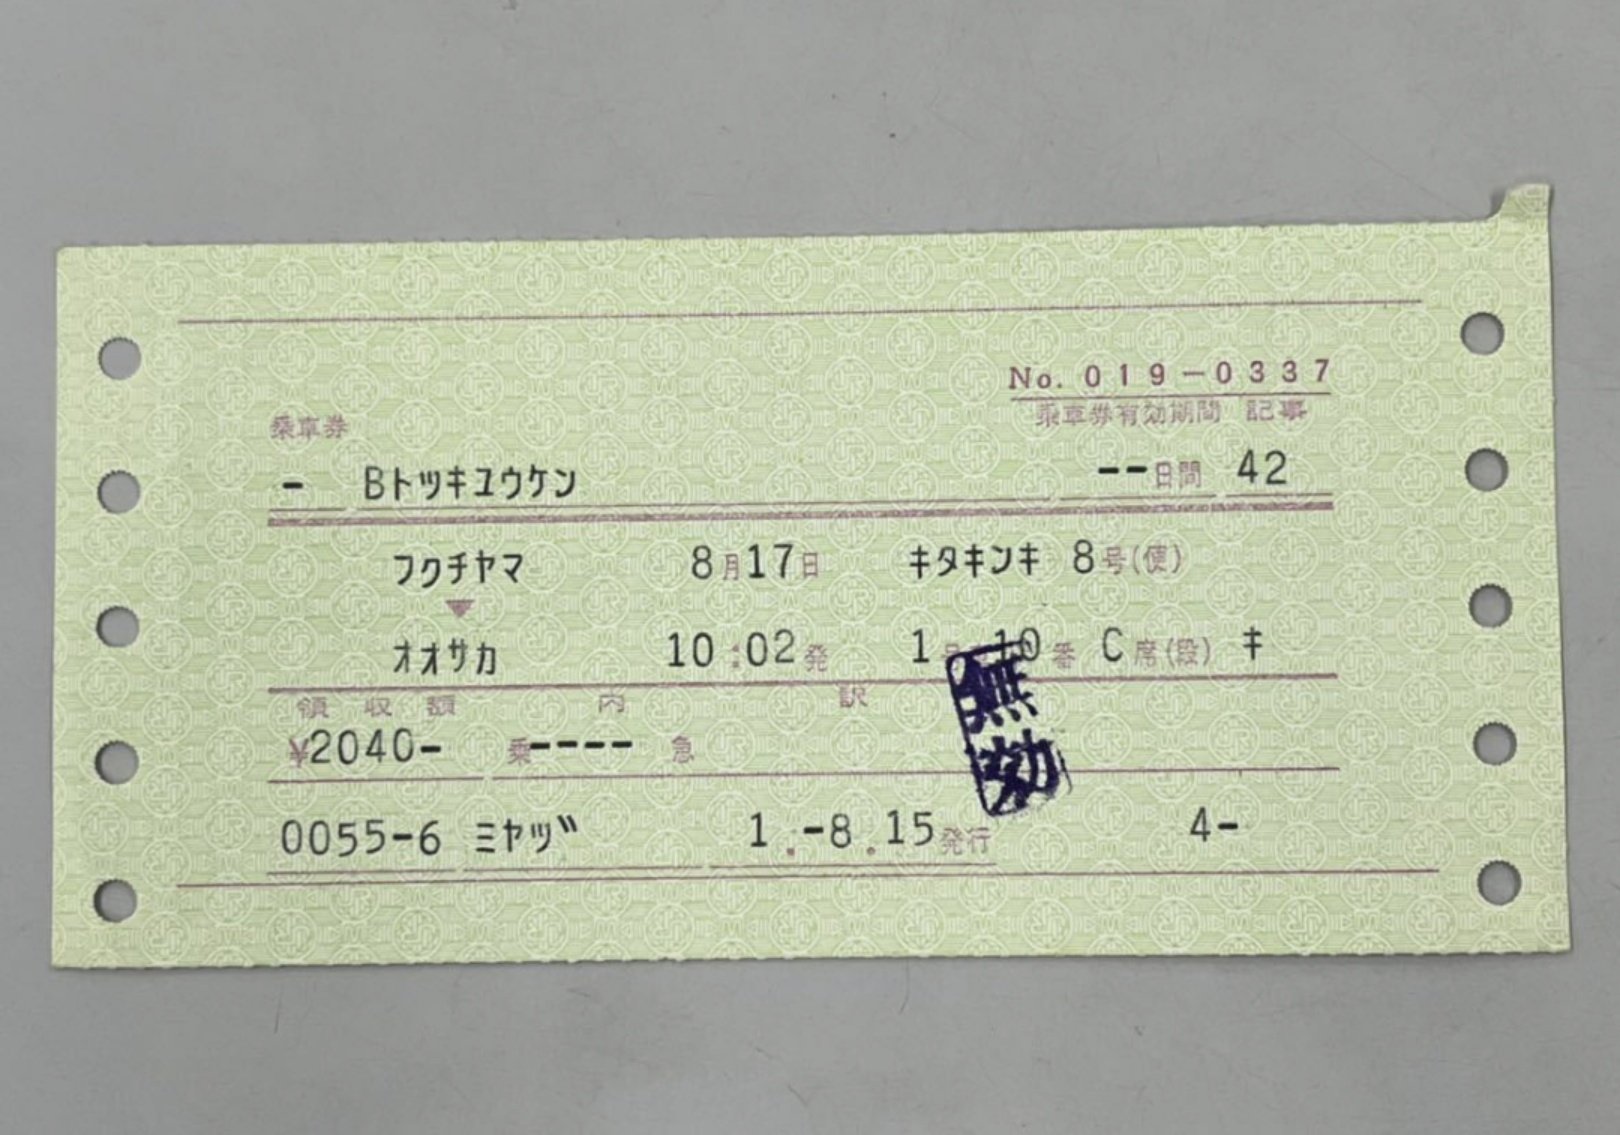 No. 019-0337
乗車券 乗車券有効期間 記事
- Bトツキユウケン --日間 42
フクチヤマ 8月17日 キタキンキ 8号(便)
▼
オオサカ 10:02発 1号 10番 C席(段) キ
領収額 内 訳
¥2040- 乗---- 急
無効
0055-6 ミヤヅ 1.-8.15発行 4-